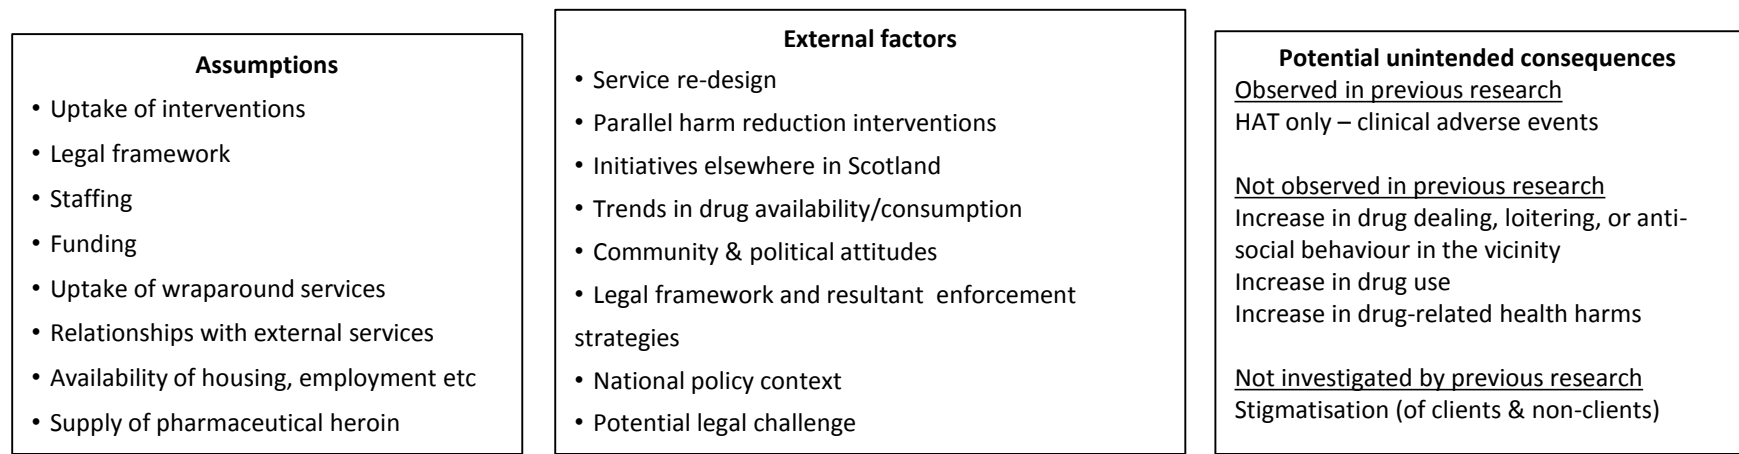 Assumptions
• Uptake of interventions
• Legal framework
• Staffing
• Funding
• Uptake of wraparound services
• Relationships with external services
• Availability of housing, employment etc
• Supply of pharmaceutical heroin
External factors
• Service re-design
• Parallel harm reduction interventions
• Initiatives elsewhere in Scotland
• Trends in drug availability/consumption
• Community & political attitudes
• Legal framework and resultant enforcement
strategies
• National policy context
• Potential legal challenge
Potential unintended consequences
Observed in previous research
HAT only – clinical adverse events
Not observed in previous research
Increase in drug dealing, loitering, or anti-
social behaviour in the vicinity
Increase in drug use
Increase in drug-related health harms
Not investigated by previous research
Stigmatisation (of clients & non-clients)